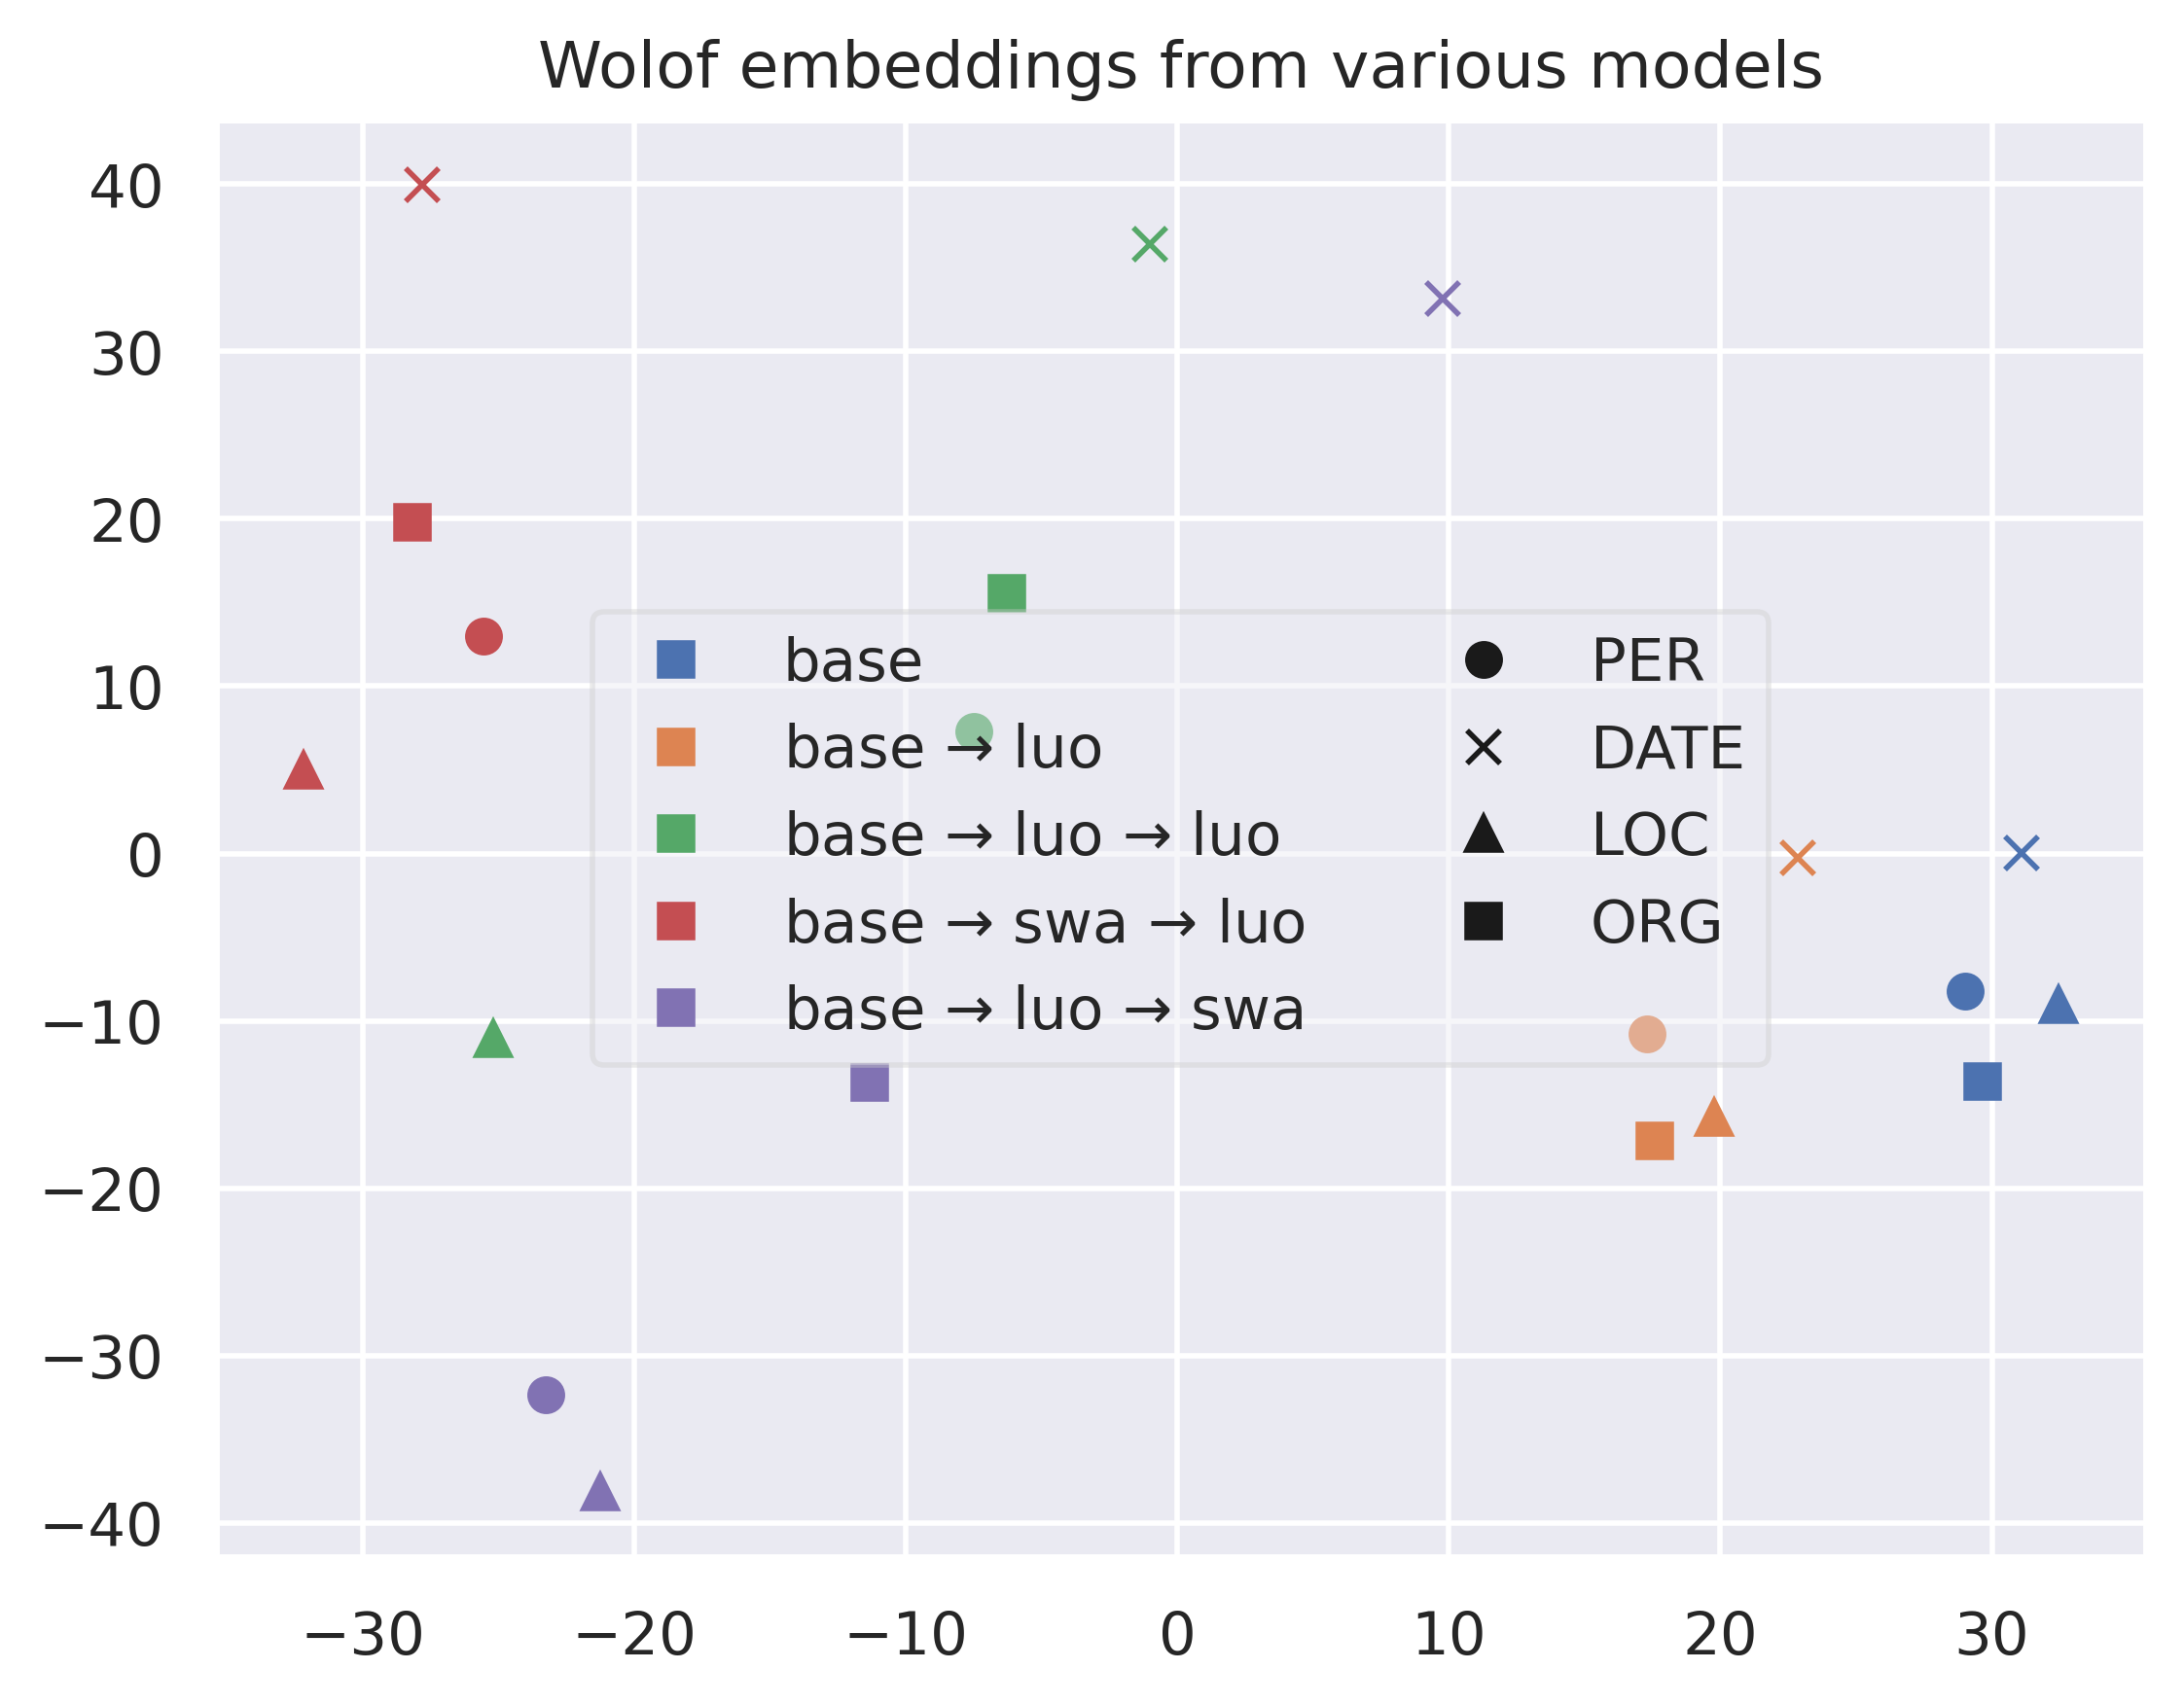 Wolof embeddings from various models
40
30
20
10
0
−10
−20
−30
−40
base
base → luo
base → luo → luo
base → swa → luo
base → luo → swa
PER
DATE
LOC
ORG
−30 −20 −10 0 10 20 30